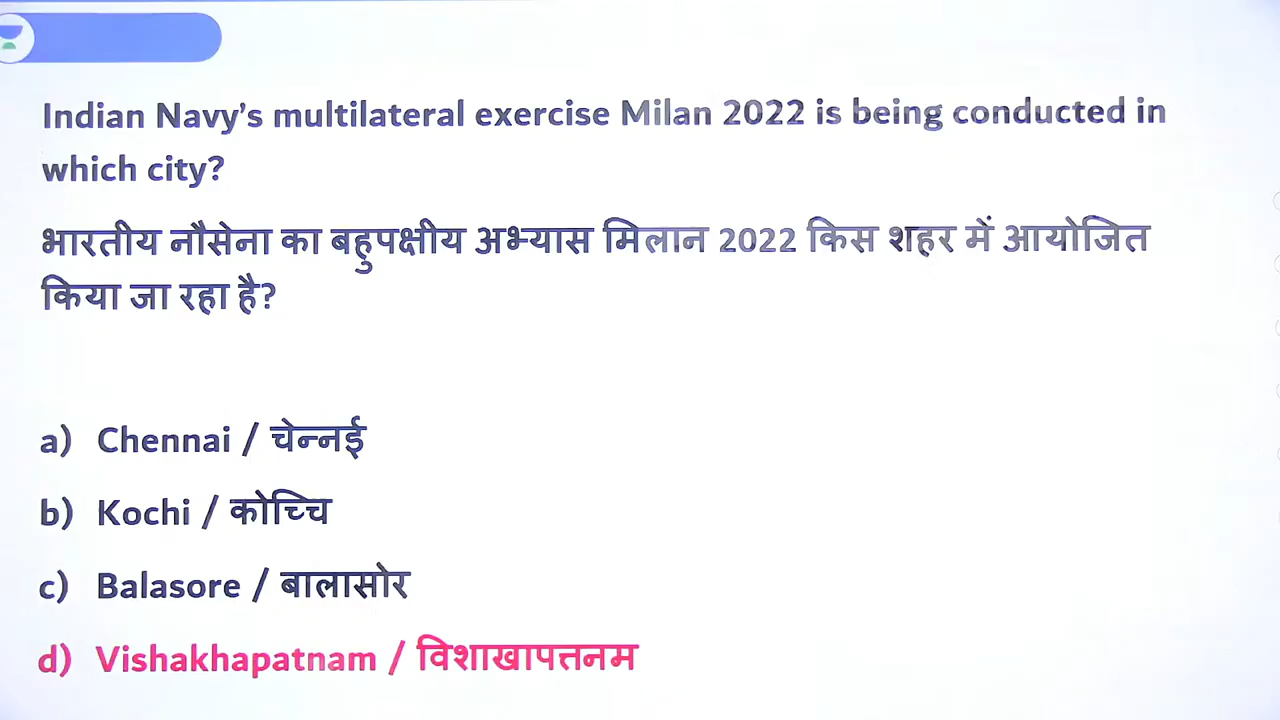 Indian Navy's multilateral exercise Milan 2022 is being conducted in
which city?
भारतीय नौसेना का बहुपक्षीय अभ्यास मिलान 2022 किस शहर में आयोजित
किया जा रहा है?
a) Chennai / चेन्नई
b) Kochi / कोच्चि
c) Balasore / बालासोर
d) Vishakhapatnam / विशाखापत्तनम